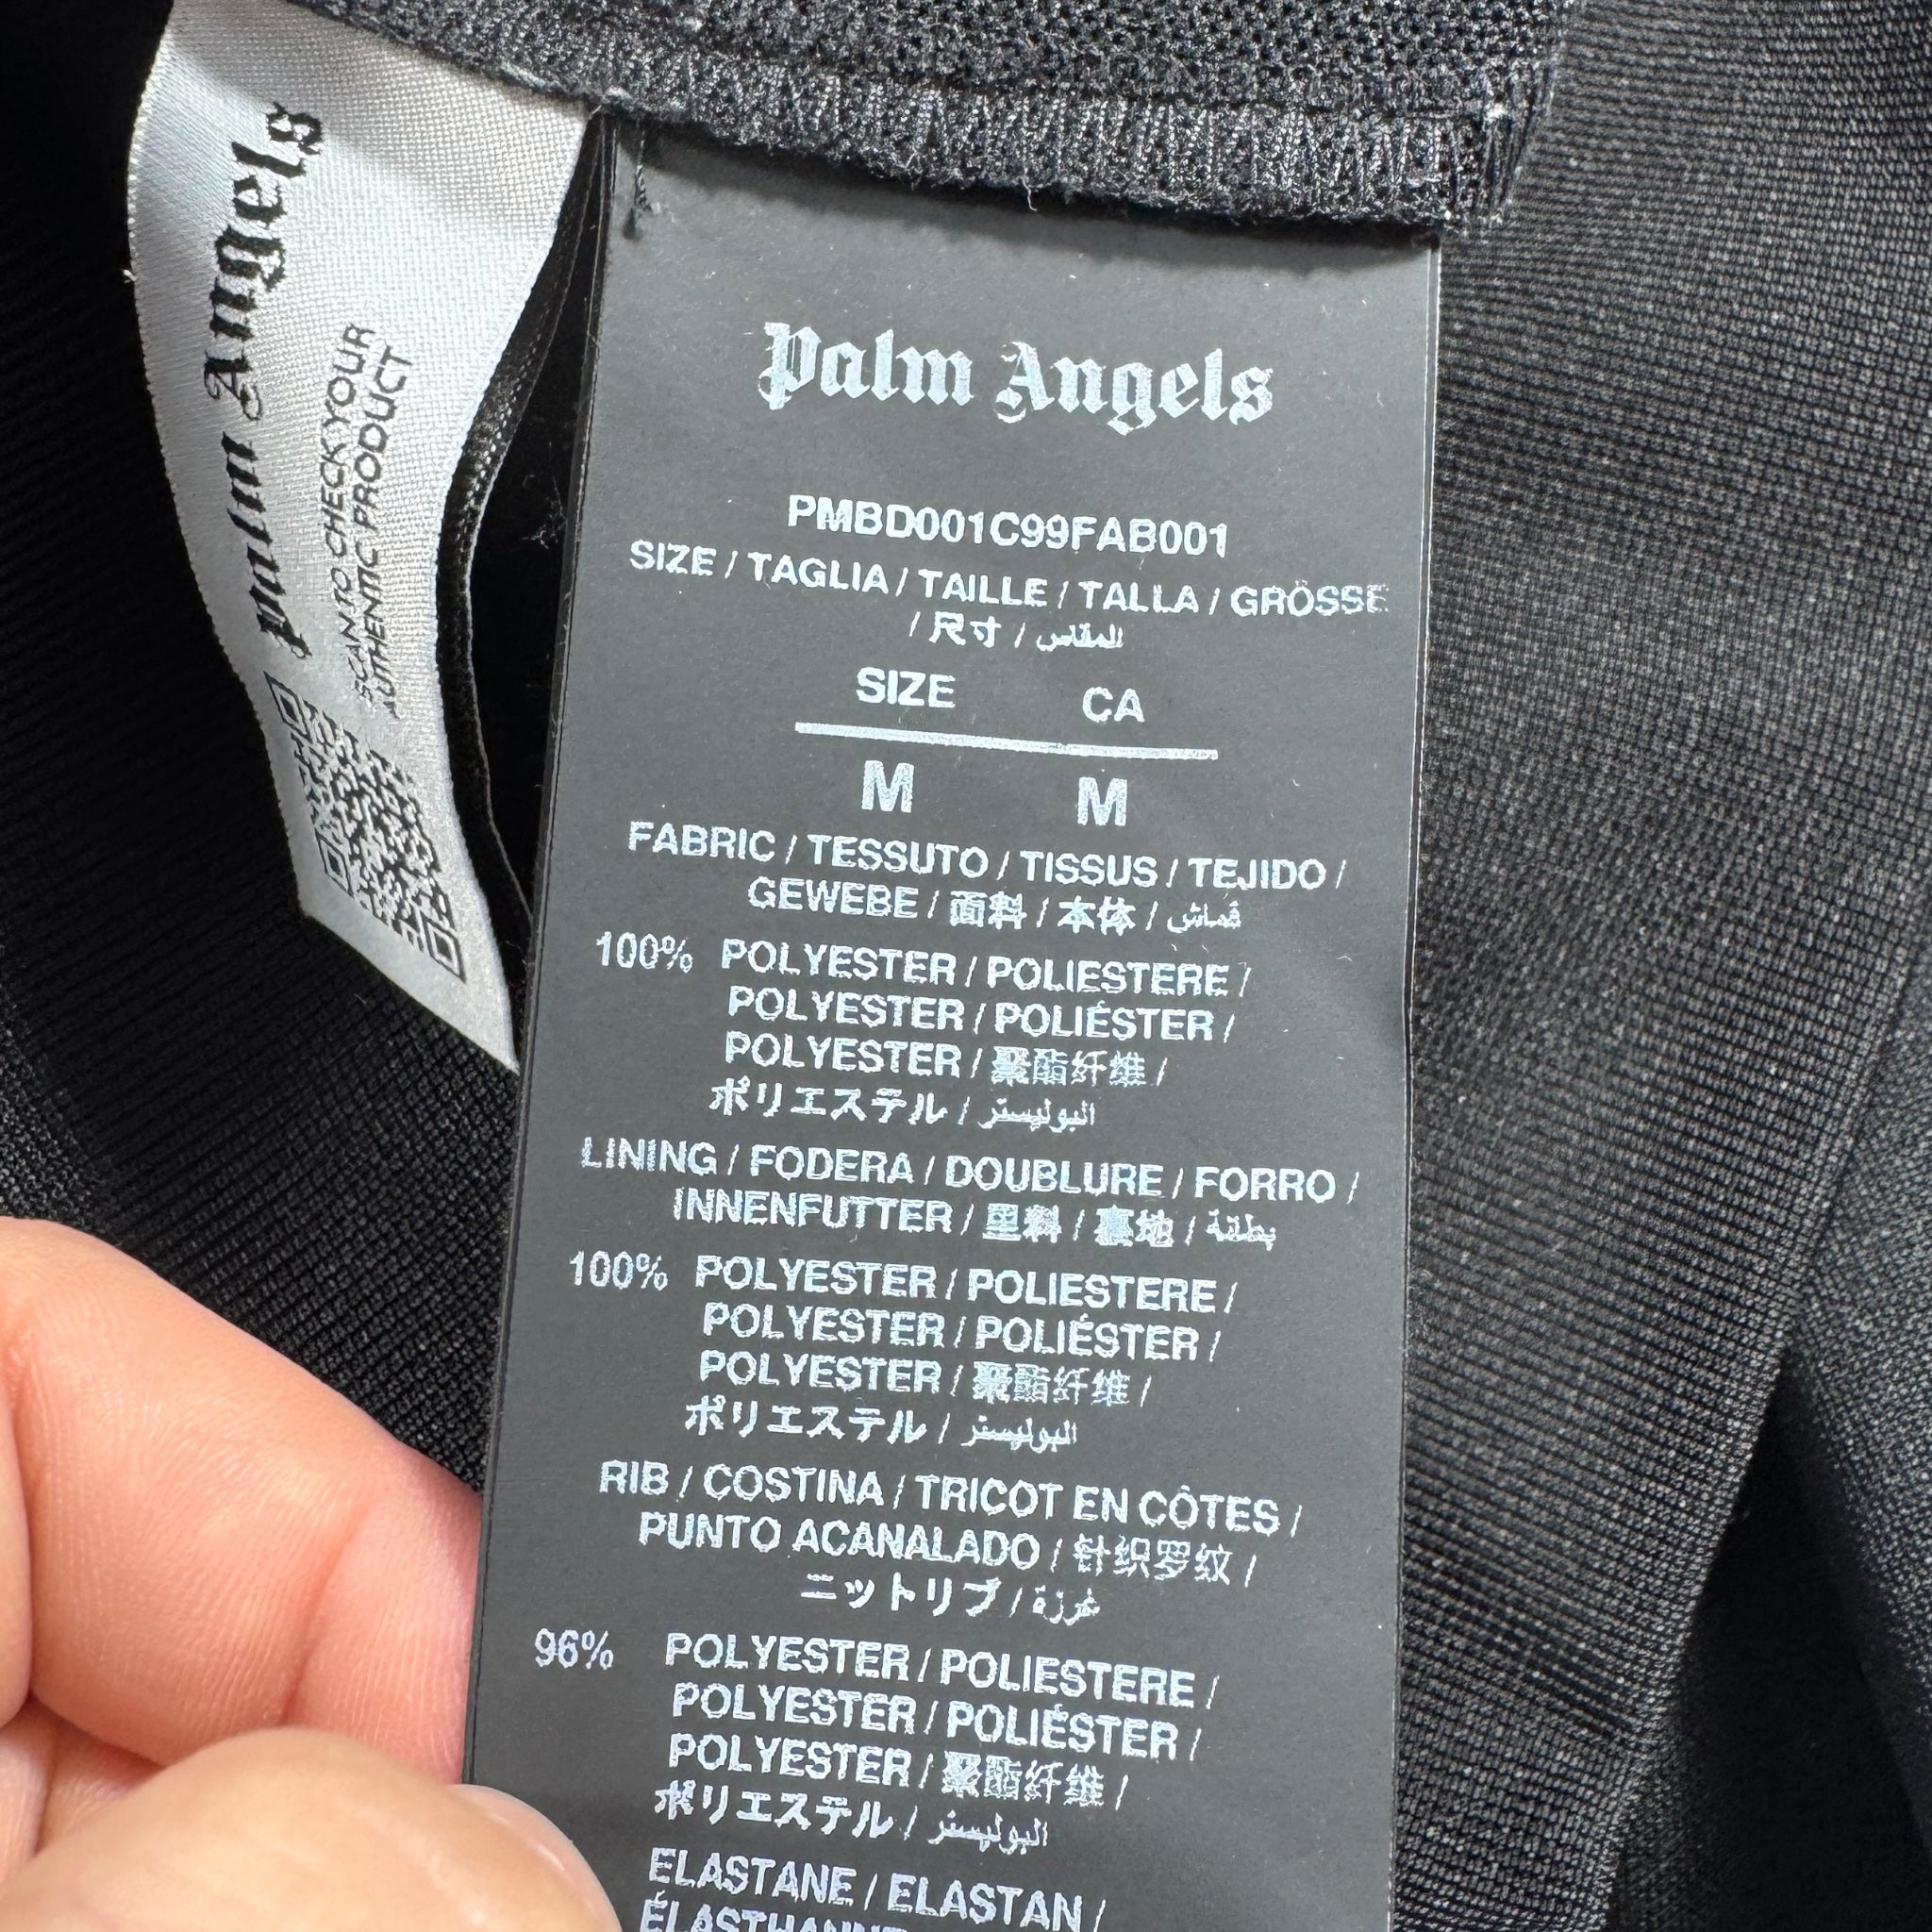 Palm Angels
SCAN TO CHECK YOUR
AUTHENTIC PRODUCT
Palm Angels
PMBD001C99FAB001
SIZE / TAGLIA / TAILLE / TALLA / GRÖSSE
/ 尺寸 / المقاس
SIZE CA
M M
FABRIC / TESSUTO / TISSUS / TEJIDO /
GEWEBE / 面料 / 本体 / قماش
100% POLYESTER / POLIESTERE /
POLYESTER / POLIÉSTER /
POLYESTER / 聚酯纤维 /
ポリエステル / البوليستر
LINING / FODERA / DOUBLURE / FORRO /
INNENFUTTER / 里料 / 裏地 / بطانة
100% POLYESTER / POLIESTERE /
POLYESTER / POLIÉSTER /
POLYESTER / 聚酯纤维 /
ポリエステル / البوليستر
RIB / COSTINA / TRICOT EN CÔTES /
PUNTO ACANALADO / 针织罗纹 /
ニットリブ / غرزة
96% POLYESTER / POLIESTERE /
POLYESTER / POLIÉSTER /
POLYESTER / 聚酯纤维 /
ポリエステル / البوليستر
ELASTANE / ELASTAN /
ÉLASTHANNE